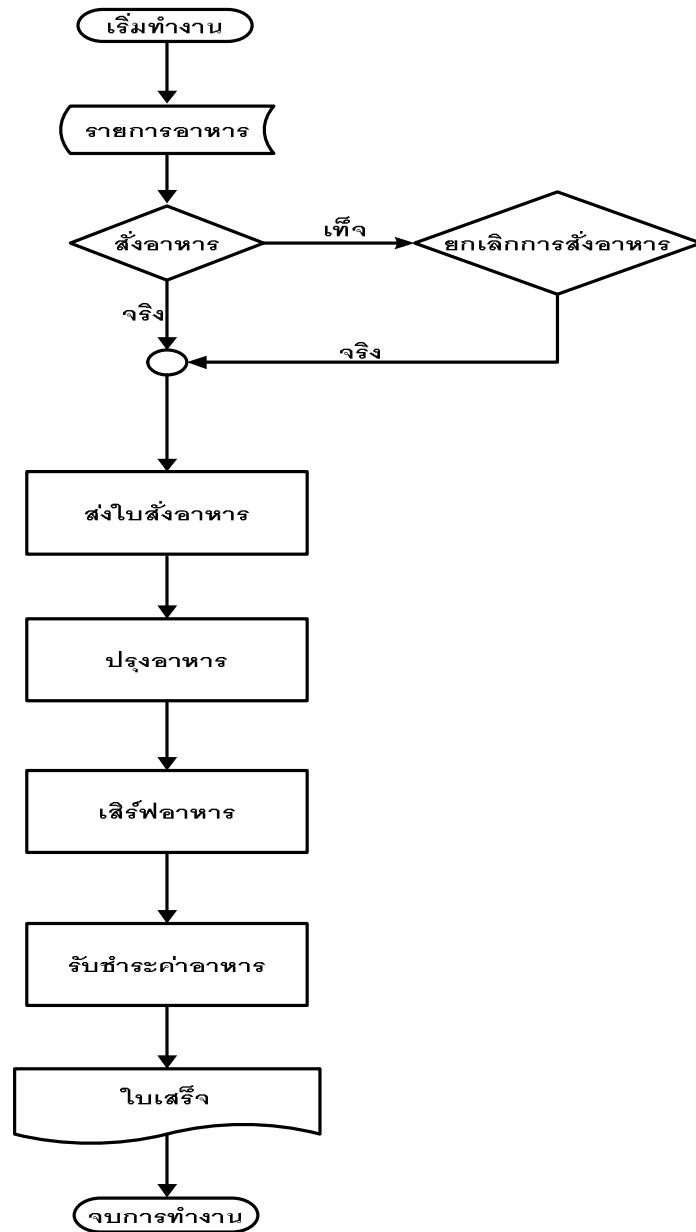 เริ่มทำงาน
รายการอาหาร
สั่งอาหาร
เท็จ
ยกเลิกการสั่งอาหาร
จริง
จริง
ส่งใบสั่งอาหาร
ปรุงอาหาร
เสิร์ฟอาหาร
รับชำระค่าอาหาร
ใบเสร็จ
จบการทำงาน